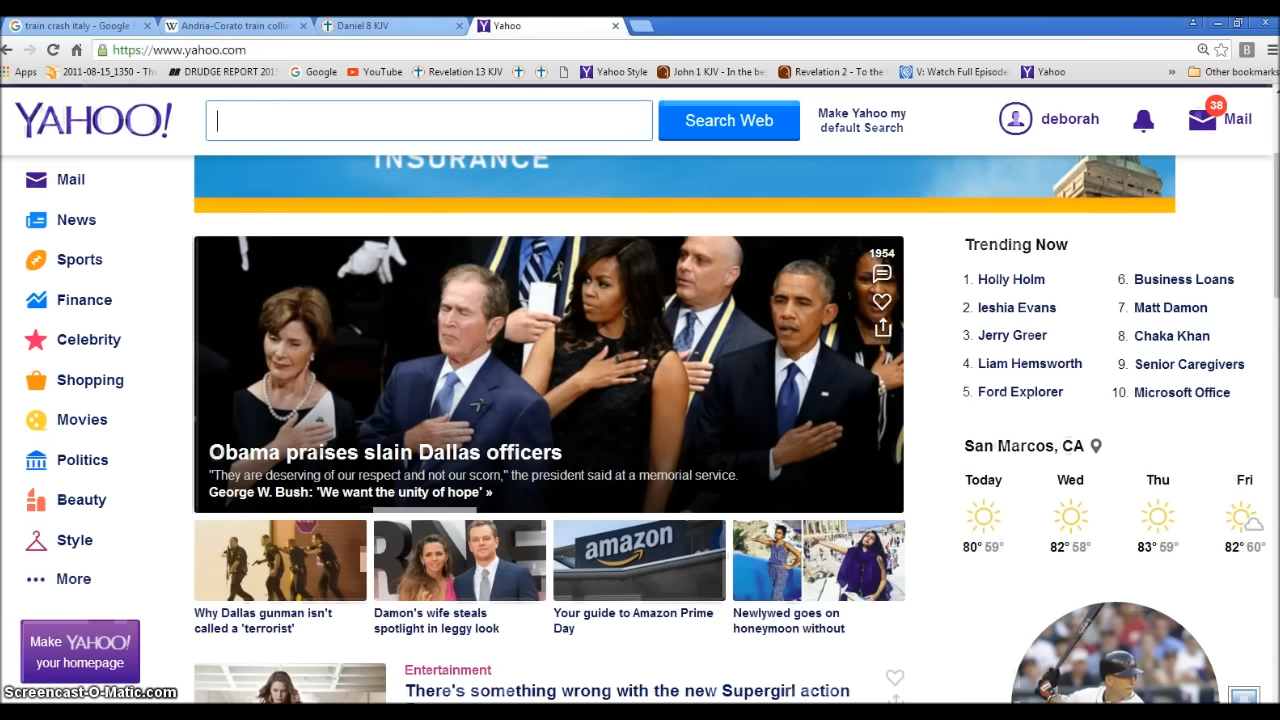 train crash italy - Google
Andria-Corato train collis
Daniel 8 KJV
Yahoo
https://www.yahoo.com
B
Apps
2011-08-15_1350 - Th
DRUDGE REPORT 201
Google
YouTube
Revelation 13 KJV
Yahoo Style
John 1 KJV - In the be
Revelation 2 - To the
V: Watch Full Episode
Yahoo
»
Other bookmarks
YAHOO!
Search Web
Make Yahoo my
default Search
deborah
38
Mail
INSURANCE
Mail
News
Sports
Finance
Celebrity
Shopping
Movies
Politics
Beauty
Style
More
Make YAHOO!
your homepage
Screencast-O-Matic.com
1954
Obama praises slain Dallas officers
"They are deserving of our respect and not our scorn," the president said at a memorial service.
George W. Bush: 'We want the unity of hope' »
amazon
Why Dallas gunman isn't
called a 'terrorist'
Damon's wife steals
spotlight in leggy look
Your guide to Amazon Prime
Day
Newlywed goes on
honeymoon without
Entertainment
There's something wrong with the new Supergirl action
Trending Now
1. Holly Holm
2. Ieshia Evans
3. Jerry Greer
4. Liam Hemsworth
5. Ford Explorer
6. Business Loans
7. Matt Damon
8. Chaka Khan
9. Senior Caregivers
10. Microsoft Office
San Marcos, CA
Today Wed Thu Fri
80° 59° 82° 58° 83° 59° 82° 60°